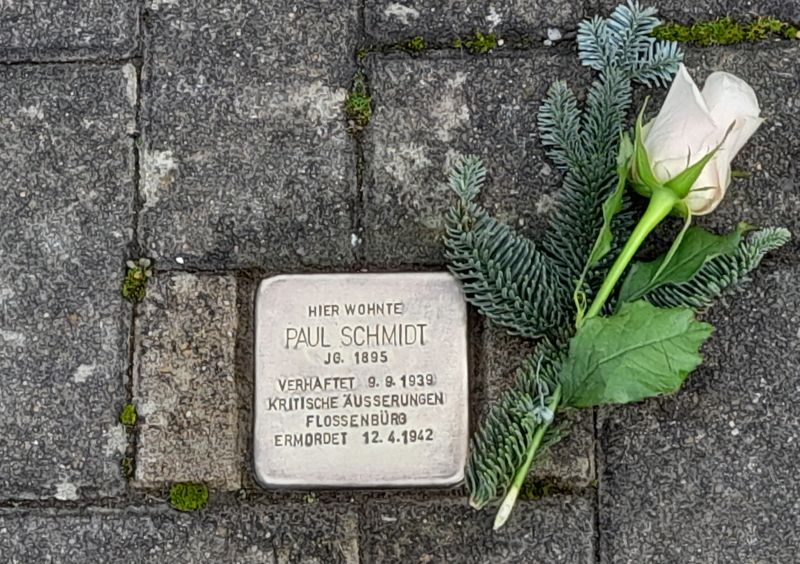 HIER WOHNTE
PAUL SCHMIDT
JG. 1895
VERHAFTET 9.9.1939
KRITISCHE ÄUSSERUNGEN
FLOSSENBÜRG
ERMORDET 12.4.1942